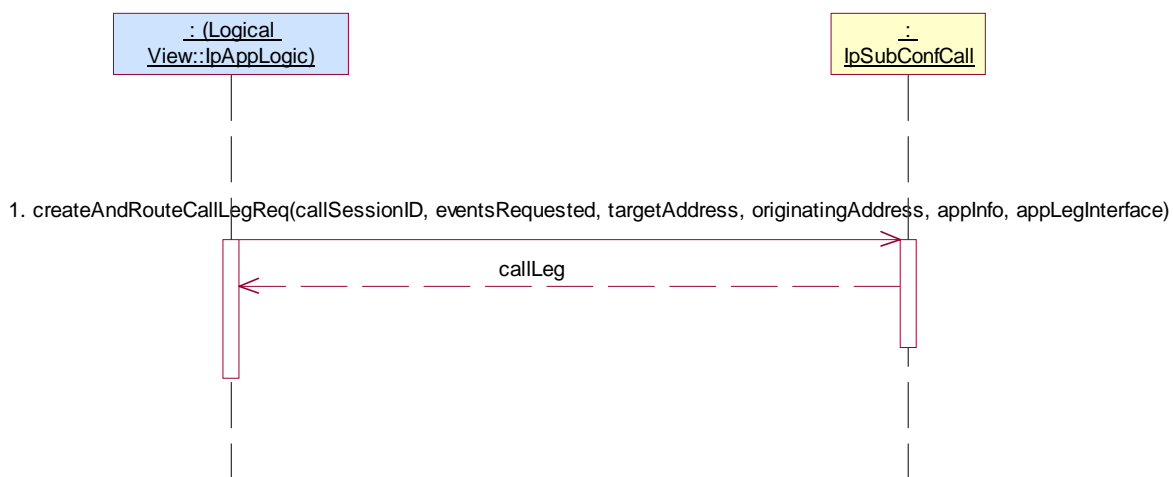 : (Logical
View::IpAppLogic)
:
IpSubConfCall
1. createAndRouteCallLegReq(callSessionID, eventsRequested, targetAddress, originatingAddress, appInfo, appLegInterface)
callLeg